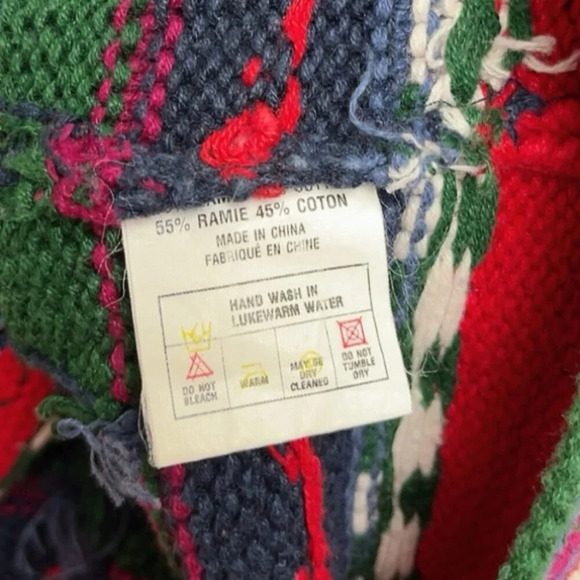 55% RAMIE 45% COTTON
MADE IN CHINA
FABRIQUÉ EN CHINE
HAND WASH IN
LUKEWARM WATER
DO NOT
BLEACH
WARM
MAY BE
DRY
CLEANED
DO NOT
TUMBLE
DRY